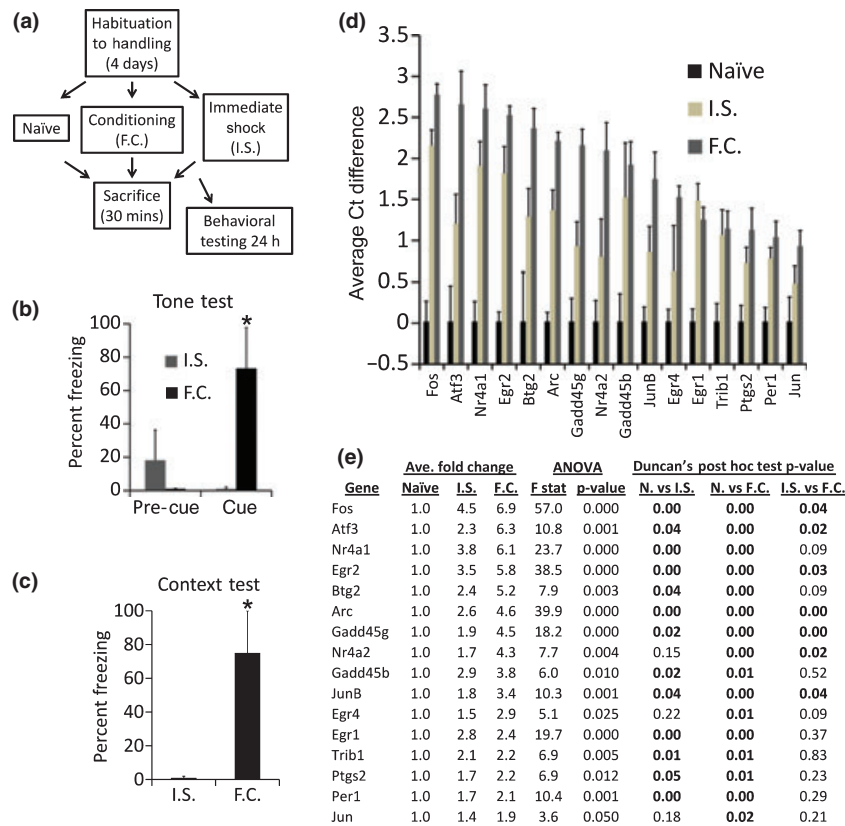 (a)
Habituation
to handling
(4 days)
Naïve
Conditioning
(F.C.)
Immediate
shock
(I.S.)
Sacrifice
(30 mins)
Behavioral
testing 24 h
(b)
Tone test
Percent freezing
100
80
60
40
20
0
I.S.
F.C.
*
Pre-cue
Cue
(c)
Context test
Percent freezing
100
80
60
40
20
0
*
I.S.
F.C.
(d)
Average Ct difference
3.5
3
2.5
2
1.5
1
0.5
0
−0.5
Naïve
I.S.
F.C.
Fos
Atf3
Nr4a1
Egr2
Btg2
Arc
Gadd45g
Nr4a2
Gadd45b
JunB
Egr4
Egr1
Trib1
Ptgs2
Per1
Jun
(e)
Ave. fold change ANOVA Duncan's post hoc test p-value
Gene Naïve I.S. F.C. F stat p-value N. vs I.S. N. vs F.C. I.S. vs F.C.
Fos 1.0 4.5 6.9 57.0 0.000 0.00 0.00 0.04
Atf3 1.0 2.3 6.3 10.8 0.001 0.04 0.00 0.02
Nr4a1 1.0 3.8 6.1 23.7 0.000 0.00 0.00 0.09
Egr2 1.0 3.5 5.8 38.5 0.000 0.00 0.00 0.03
Btg2 1.0 2.4 5.2 7.9 0.003 0.04 0.00 0.09
Arc 1.0 2.6 4.6 39.9 0.000 0.00 0.00 0.00
Gadd45g 1.0 1.9 4.5 18.2 0.000 0.02 0.00 0.00
Nr4a2 1.0 1.7 4.3 7.7 0.004 0.15 0.00 0.02
Gadd45b 1.0 2.9 3.8 6.0 0.010 0.02 0.01 0.52
JunB 1.0 1.8 3.4 10.3 0.001 0.04 0.00 0.04
Egr4 1.0 1.5 2.9 5.1 0.025 0.22 0.01 0.09
Egr1 1.0 2.8 2.4 19.7 0.000 0.00 0.00 0.37
Trib1 1.0 2.1 2.2 6.9 0.005 0.01 0.01 0.83
Ptgs2 1.0 1.7 2.2 6.9 0.012 0.05 0.01 0.23
Per1 1.0 1.7 2.1 10.4 0.001 0.00 0.00 0.29
Jun 1.0 1.4 1.9 3.6 0.050 0.18 0.02 0.21